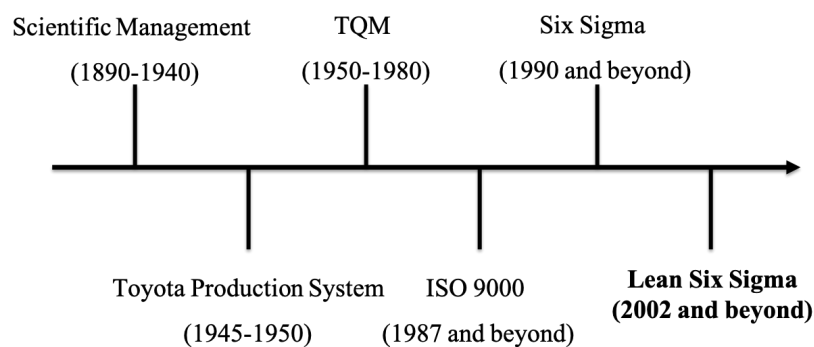 Scientific Management
(1890-1940)
TQM
(1950-1980)
Six Sigma
(1990 and beyond)
Toyota Production System
(1945-1950)
ISO 9000
(1987 and beyond)
Lean Six Sigma
(2002 and beyond)